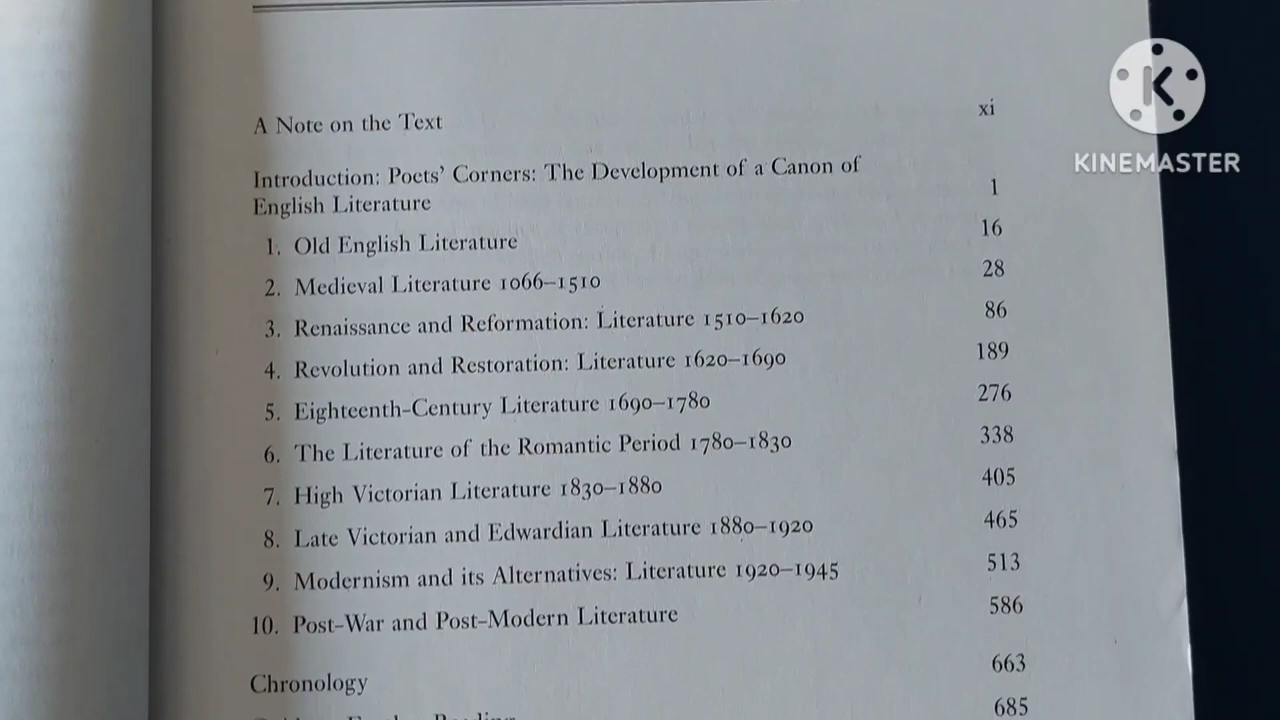 A Note on the Text xi
Introduction: Poets' Corners: The Development of a Canon of
English Literature 1
1. Old English Literature 16
2. Medieval Literature 1066–1510 28
3. Renaissance and Reformation: Literature 1510–1620 86
4. Revolution and Restoration: Literature 1620–1690 189
5. Eighteenth-Century Literature 1690–1780 276
6. The Literature of the Romantic Period 1780–1830 338
7. High Victorian Literature 1830–1880 405
8. Late Victorian and Edwardian Literature 1880–1920 465
9. Modernism and its Alternatives: Literature 1920–1945 513
10. Post-War and Post-Modern Literature 586
Chronology 663
685
K
KINEMASTER